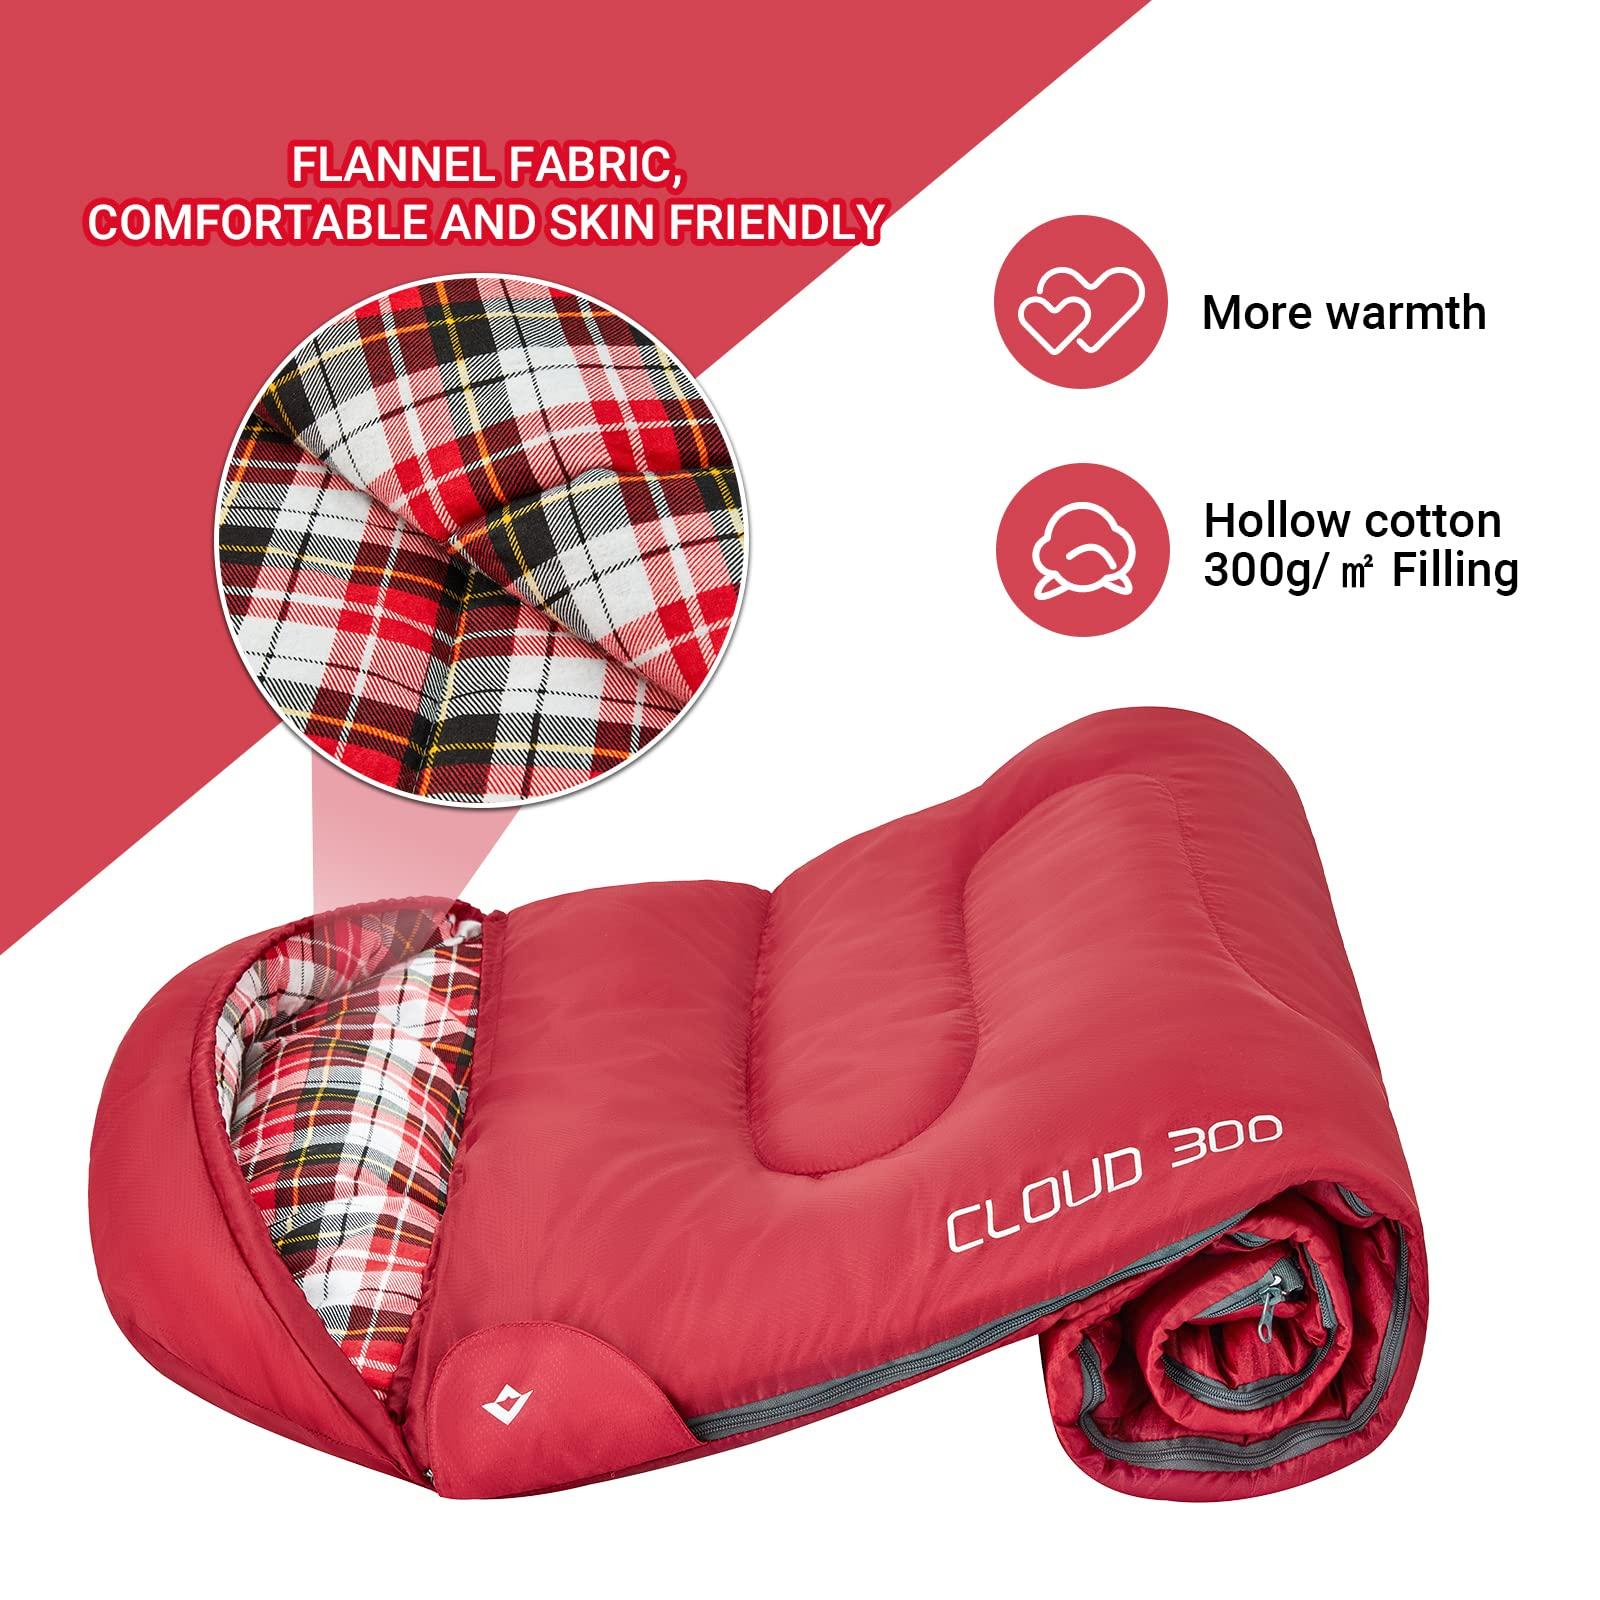 FLANNEL FABRIC,
COMFORTABLE AND SKIN FRIENDLY
More warmth
Hollow cotton
300g/ ㎡ Filling
CLOUD 300